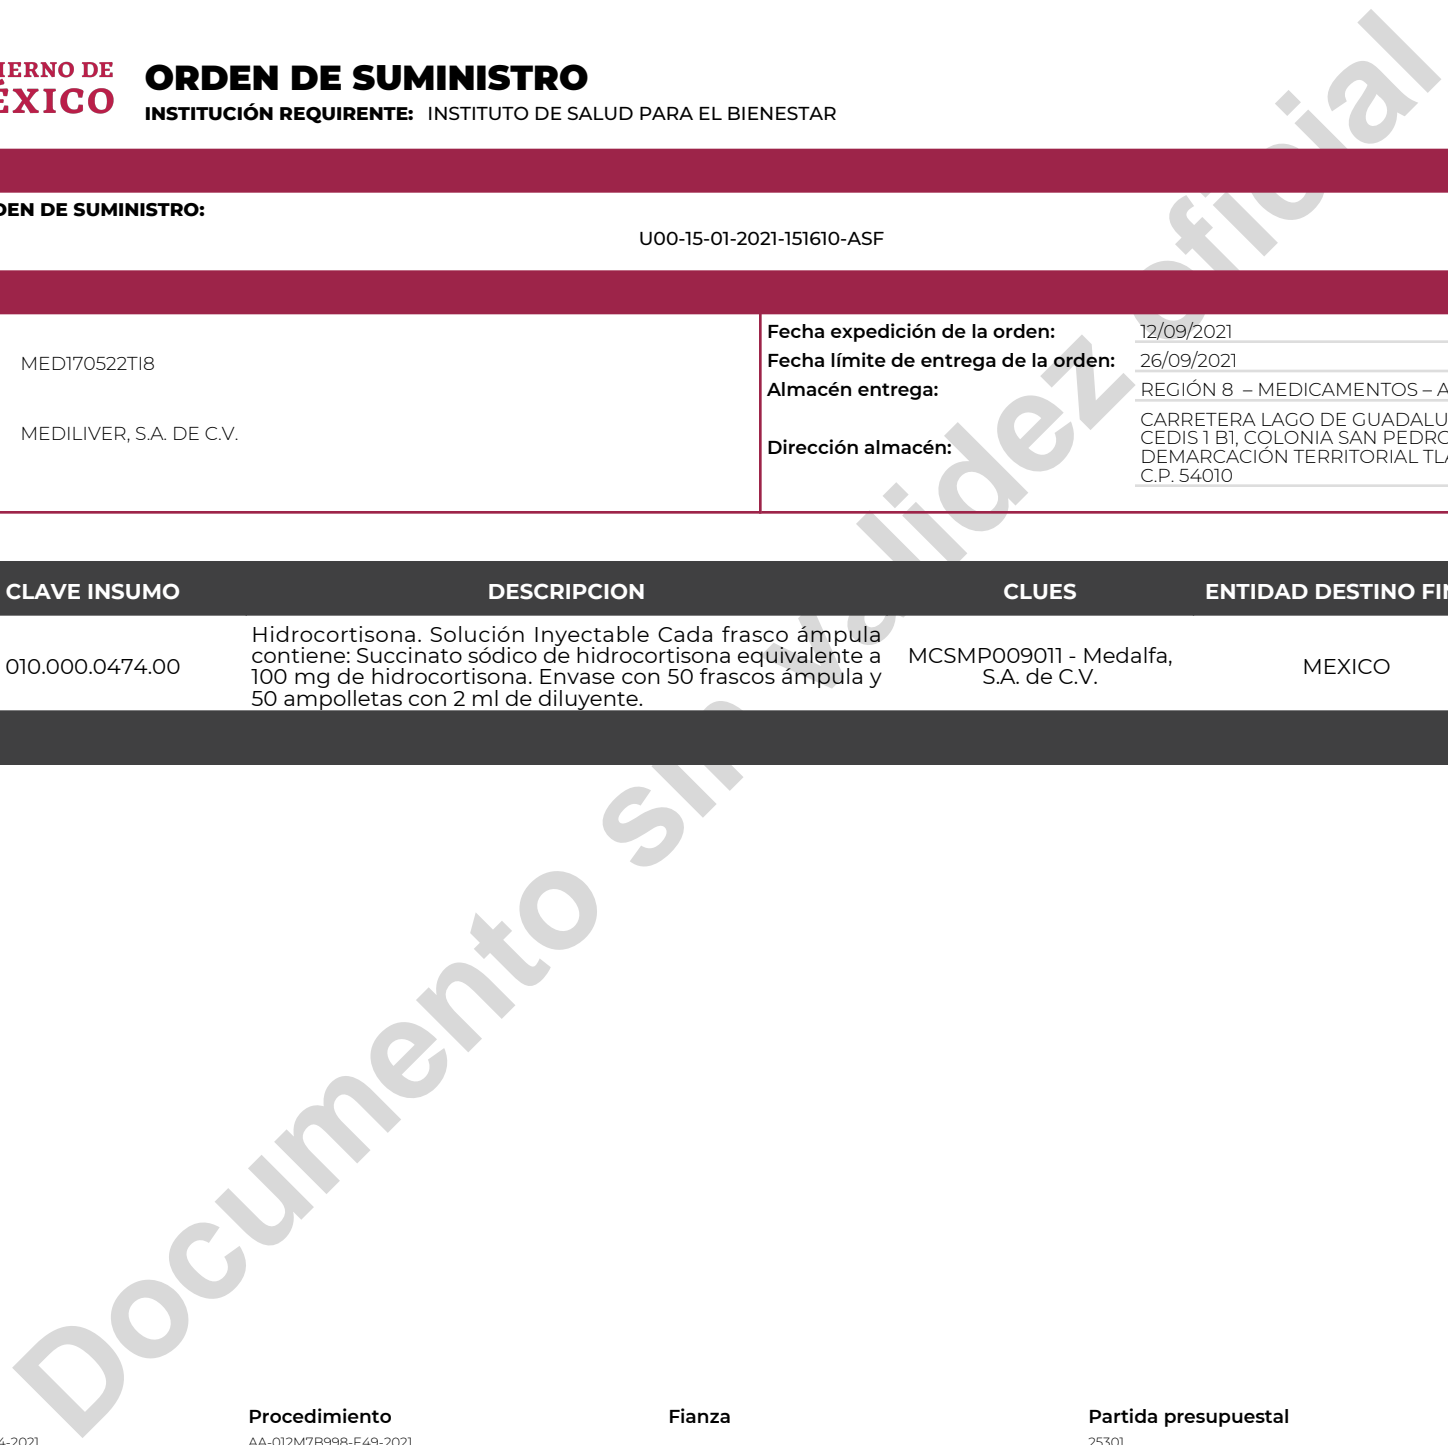 IERNO DE
ÉXICO
ORDEN DE SUMINISTRO
INSTITUCIÓN REQUIRENTE: INSTITUTO DE SALUD PARA EL BIENESTAR
DEN DE SUMINISTRO:
U00-15-01-2021-151610-ASF
MED170522TI8
MEDILIVER, S.A. DE C.V.
Fecha expedición de la orden: 12/09/2021
Fecha límite de entrega de la orden: 26/09/2021
Almacén entrega: REGIÓN 8 – MEDICAMENTOS – A
Dirección almacén:
CARRETERA LAGO DE GUADALU
CEDIS 1 B1, COLONIA SAN PEDRO
DEMARCACIÓN TERRITORIAL TLA
C.P. 54010
CLAVE INSUMO DESCRIPCION CLUES ENTIDAD DESTINO FIN
010.000.0474.00
Hidrocortisona. Solución Inyectable Cada frasco ámpula
contiene: Succinato sódico de hidrocortisona equivalente a
100 mg de hidrocortisona. Envase con 50 frascos ámpula y
50 ampolletas con 2 ml de diluyente.
MCSMP009011 - Medalfa,
S.A. de C.V.
MEXICO
Documento sin validez oficial
Procedimiento Fianza Partida presupuestal
4-2021 AA-012M7B998-E49-2021 25301